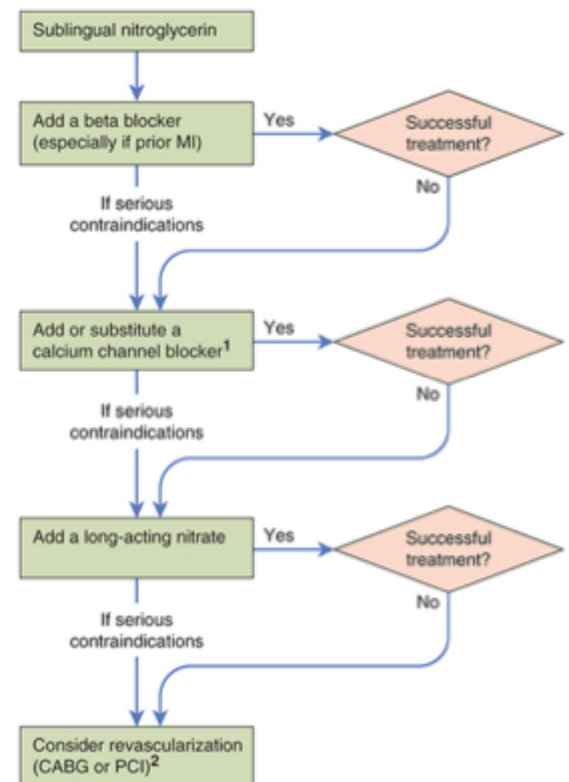 Sublingual nitroglycerin
Add a beta blocker
(especially if prior MI)
Yes
Successful
treatment?
No
If serious
contraindications
Add or substitute a
calcium channel blocker1
Yes
Successful
treatment?
No
If serious
contraindications
Add a long-acting nitrate
Yes
Successful
treatment?
No
If serious
contraindications
Consider revascularization
(CABG or PCI)2